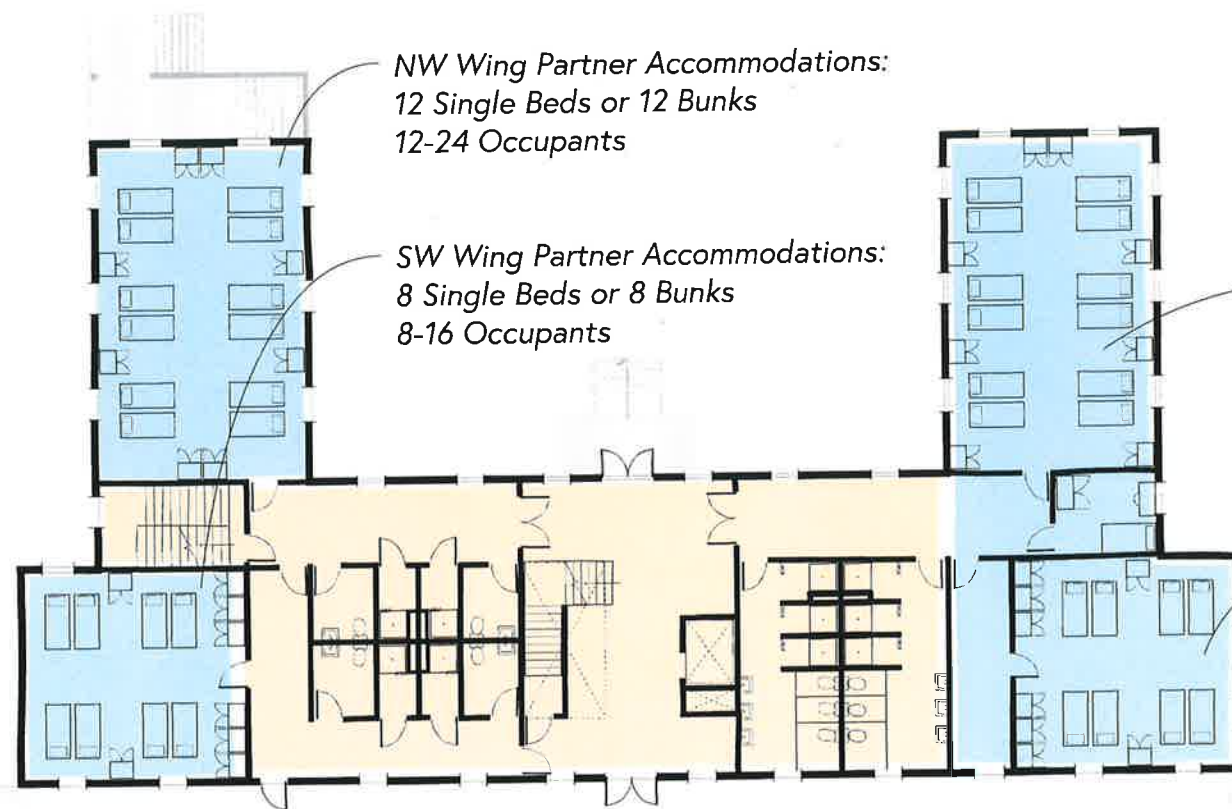 NW Wing Partner Accommodations:
12 Single Beds or 12 Bunks
12-24 Occupants
SW Wing Partner Accommodations:
8 Single Beds or 8 Bunks
8-16 Occupants